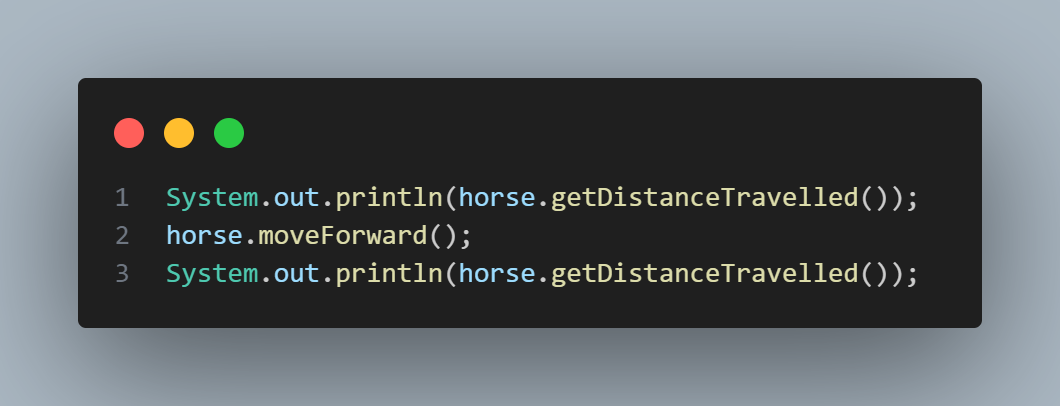 1 System.out.println(horse.getDistanceTravelled());
2 horse.moveForward();
3 System.out.println(horse.getDistanceTravelled());